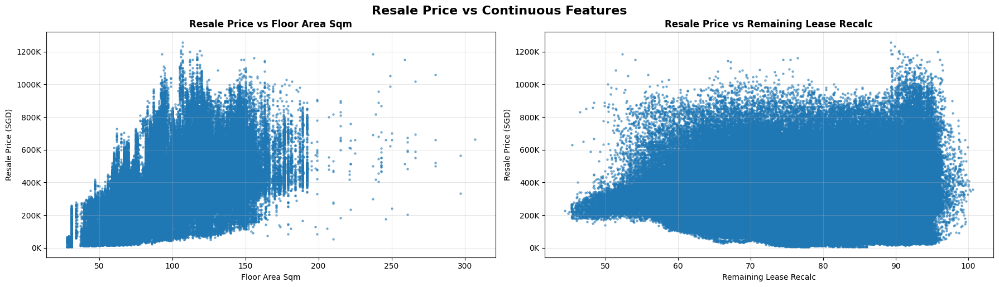 Resale Price vs Continuous Features
Resale Price vs Floor Area Sqm
1200K
1000K
800K
600K
400K
200K
0K
Resale Price (SGD)
50 100 150 200 250 300
Floor Area Sqm
Resale Price vs Remaining Lease Recalc
1200K
1000K
800K
600K
400K
200K
0K
Resale Price (SGD)
50 60 70 80 90 100
Remaining Lease Recalc